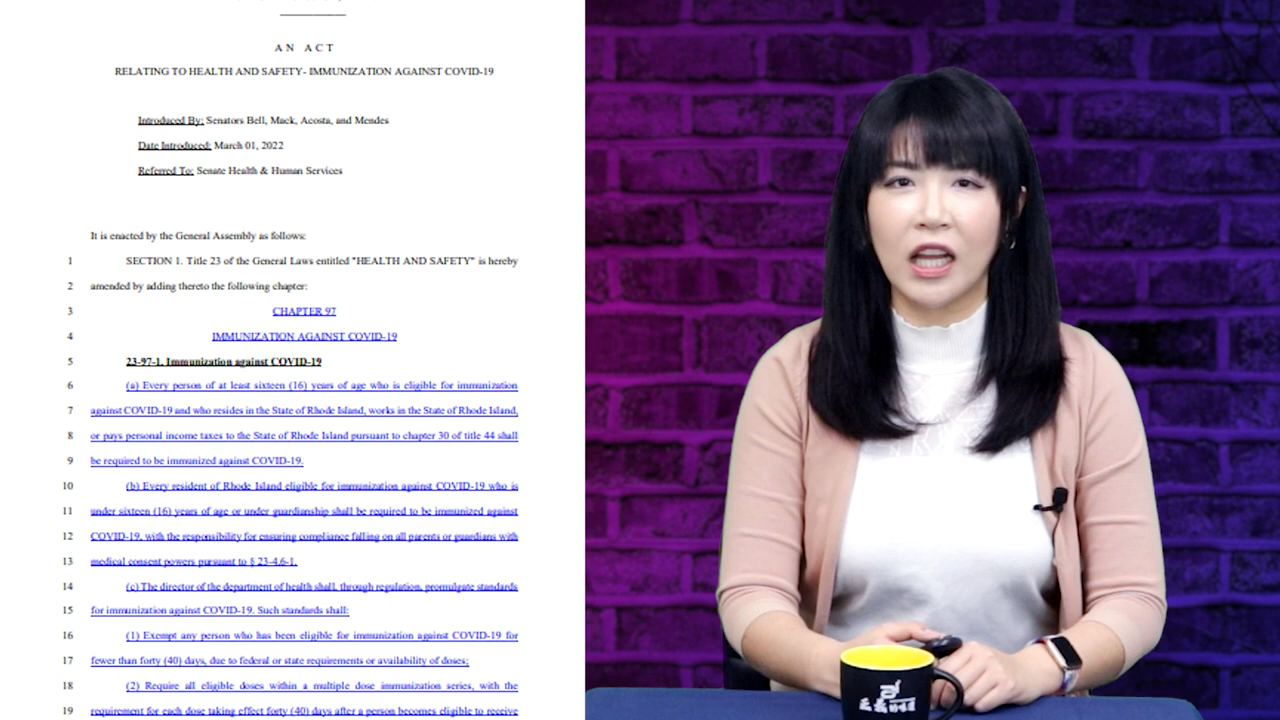 AN ACT
RELATING TO HEALTH AND SAFETY- IMMUNIZATION AGAINST COVID-19
Introduced By: Senators Bell, Mack, Acosta, and Mendes
Date Introduced: March 01, 2022
Referred To: Senate Health & Human Services
It is enacted by the General Assembly as follows:
1 SECTION 1. Title 23 of the General Laws entitled "HEALTH AND SAFETY" is hereby
2 amended by adding thereto the following chapter:
3 CHAPTER 97
4 IMMUNIZATION AGAINST COVID-19
5 23-97-1. Immunization against COVID-19
6 (a) Every person of at least sixteen (16) years of age who is eligible for immunization
7 against COVID-19 and who resides in the State of Rhode Island, works in the State of Rhode Island,
8 or pays personal income taxes to the State of Rhode Island pursuant to chapter 30 of title 44 shall
9 be required to be immunized against COVID-19.
10 (b) Every resident of Rhode Island eligible for immunization against COVID-19 who is
11 under sixteen (16) years of age or under guardianship shall be required to be immunized against
12 COVID-19, with the responsibility for ensuring compliance falling on all parents or guardians with
13 medical consent powers pursuant to § 23-4.6-1.
14 (c) The director of the department of health shall, through regulation, promulgate standards
15 for immunization against COVID-19. Such standards shall:
16 (1) Exempt any person who has been eligible for immunization against COVID-19 for
17 fewer than forty (40) days, due to federal or state requirements or availability of doses;
18 (2) Require all eligible doses within a multiple dose immunization series, with the
19 requirement for each dose taking effect forty (40) days after a person becomes eligible to receive